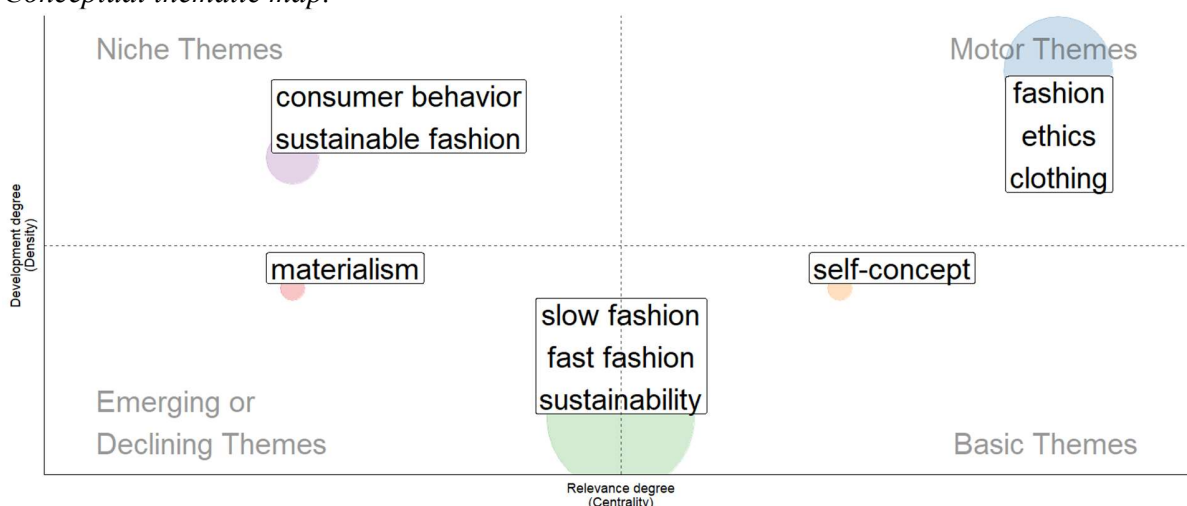 Conceptual thematic map.
Niche Themes
Motor Themes
consumer behavior
sustainable fashion
fashion
ethics
clothing
Development degree
(Density)
materialism
self-concept
slow fashion
fast fashion
sustainability
Emerging or
Declining Themes
Basic Themes
Relevance degree
(Centrality)